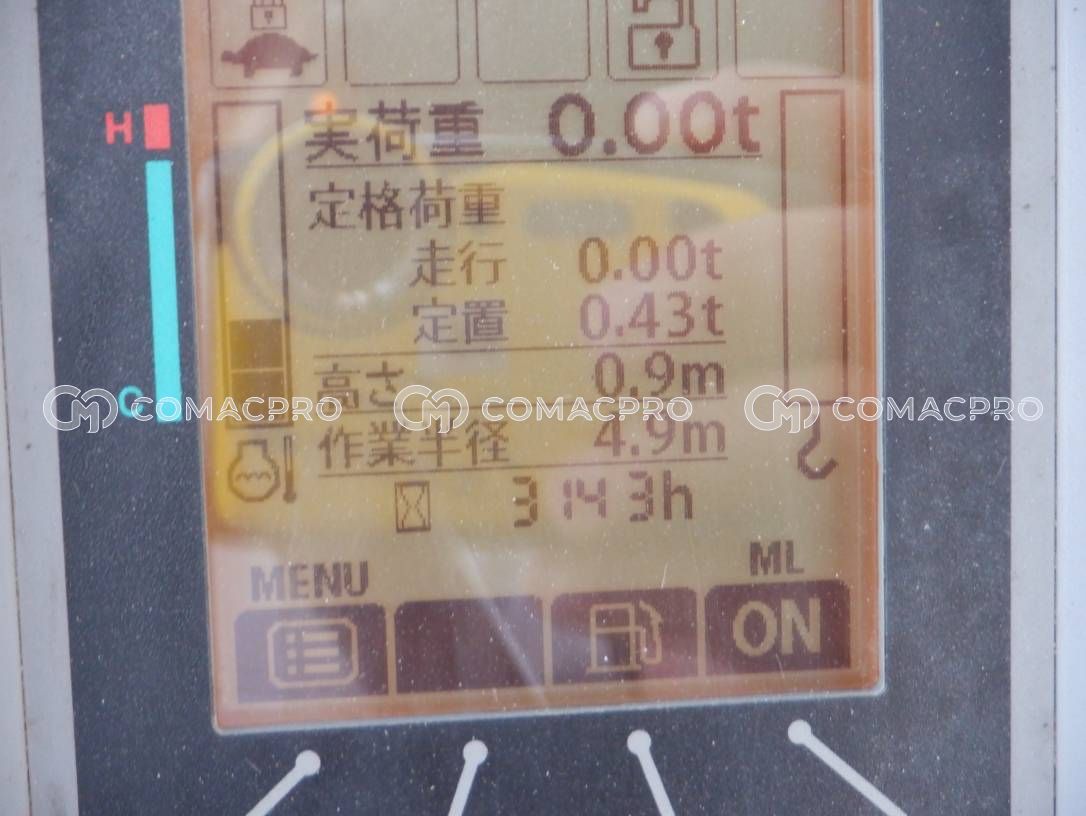 実荷重 0.00t
H
定格荷重
走行 0.00t
定置 0.43t
高さ 0.9m
C
COMACPRO COMACPRO COMACPRO COMACPRO
作業半径 4.9m
3143h
MENU ML
ON